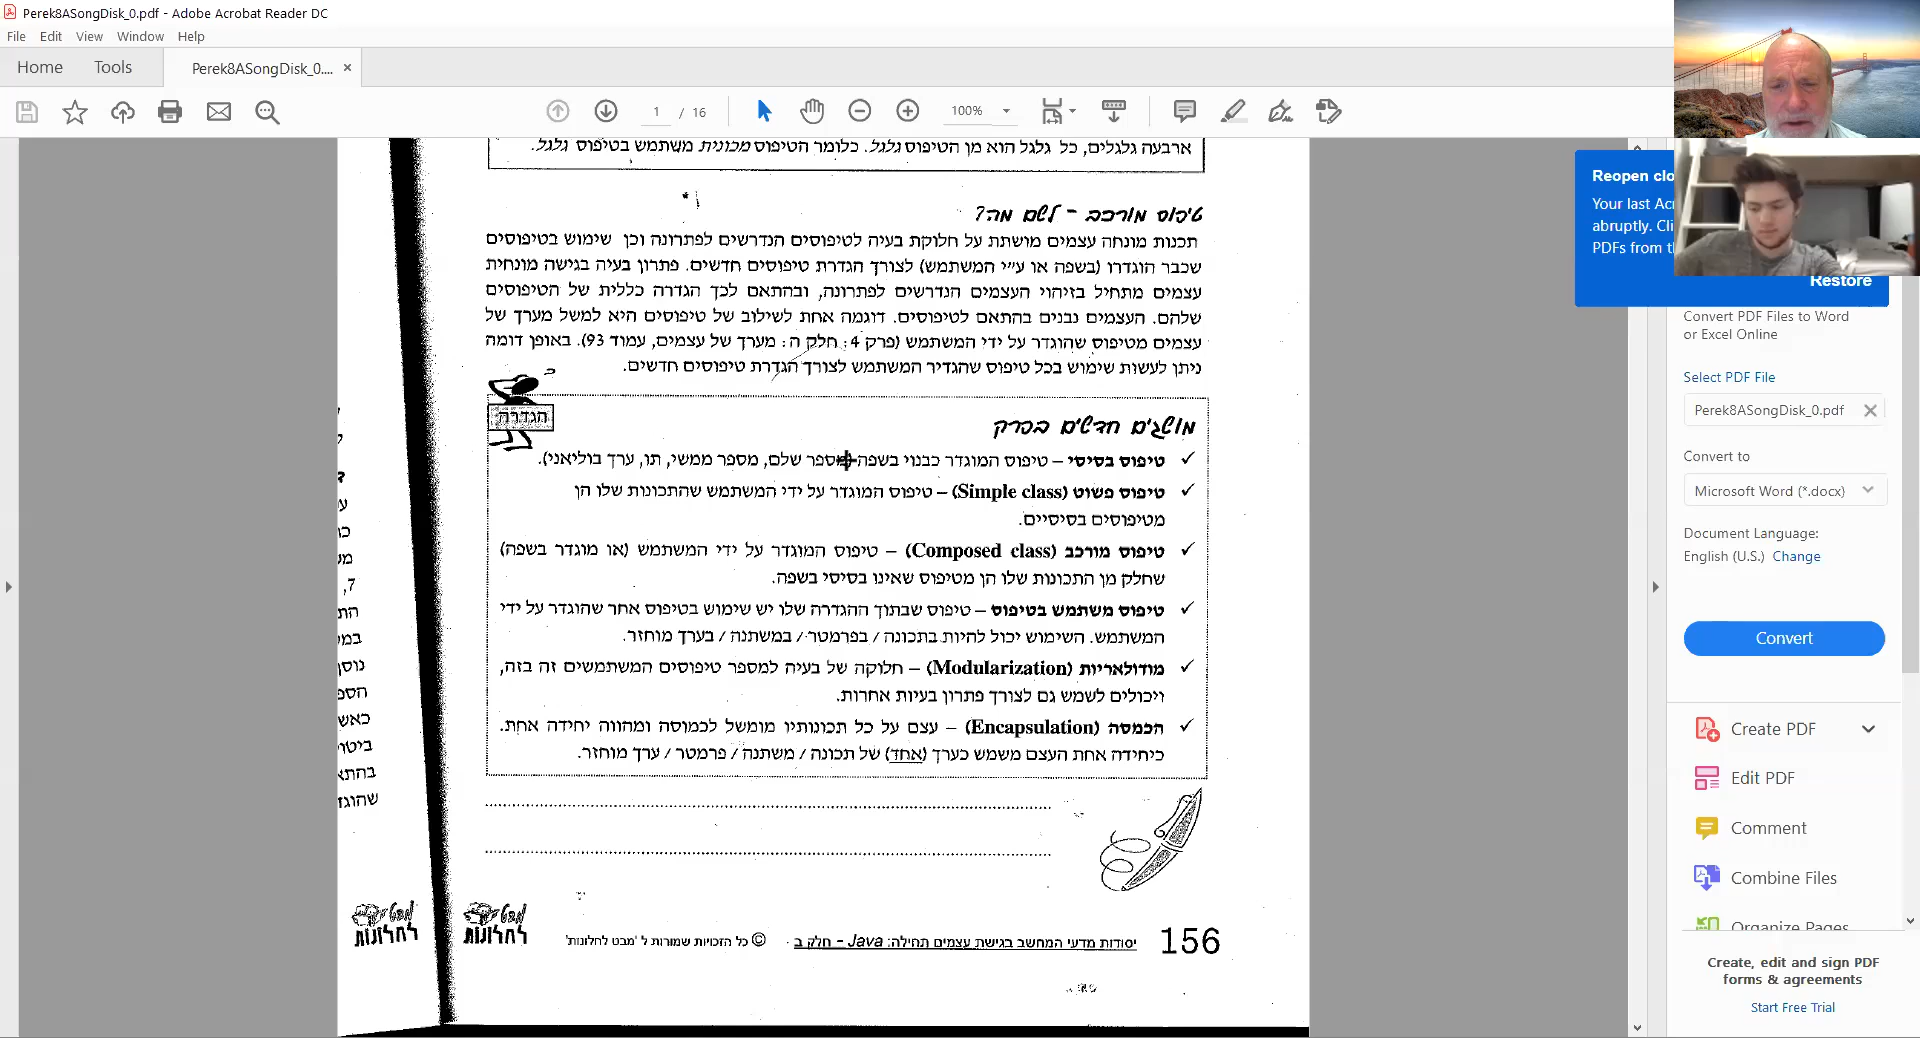 Perek8ASongDisk_0.pdf - Adobe Acrobat Reader DC
File Edit View Window Help
Home Tools Perek8ASongDisk_0.... ×
1 / 16 100%
ארבעה גלגלים, כל גלגל הוא מן הטיפוס גלגל. כלומר הטיפוס מכונית משתמש בטיפוס גלגל.
טיפוס מורכב – לשם מה?
תכנות מונחה עצמים מושתת על חלוקת בעיה לטיפוסים הנדרשים לפתרונה וכן שימוש בטיפוסים
שכבר הוגדרו (בשפה או ע״י המשתמש) לצורך הגדרת טיפוסים חדשים. פתרון בעיה בגישה מונחית
עצמים מתחיל בזיהוי העצמים הנדרשים לפתרונה, ובהתאם לכך הגדרה כללית של הטיפוסים
שלהם. העצמים נבנים בהתאם לטיפוסים. דוגמה אחת לשילוב של טיפוסים היא למשל מערך של
עצמים מטיפוס שהוגדר על ידי המשתמש (פרק 4: חלק ה: מערך של עצמים, עמוד 93). באופן דומה
ניתן לעשות שימוש בכל טיפוס שהגדיר המשתמש לצורך הגדרת טיפוסים חדשים.
הגדרה
מושגים חדשים בפרק
✓ טיפוס בסיסי – טיפוס המוגדר כבנוי בשפה (מספר שלם, מספר ממשי, תו, ערך בוליאני).
✓ טיפוס פשוט (Simple class) – טיפוס המוגדר על ידי המשתמש שהתכונות שלו הן
מטיפוסים בסיסיים.
✓ טיפוס מורכב (Composed class) – טיפוס המוגדר על ידי המשתמש (או מוגדר בשפה)
שחלק מן התכונות שלו הן מטיפוס שאינו בסיסי בשפה.
✓ טיפוס משתמש בטיפוס – טיפוס שבתוך ההגדרה שלו יש שימוש בטיפוס אחר שהוגדר על ידי
המשתמש. השימוש יכול להיות בתכונה / בפרמטר / במשתנה / בערך מוחזר.
✓ מודולאריות (Modularization) – חלוקה של בעיה למספר טיפוסים המשתמשים זה בזה,
ויכולים לשמש גם לצורך פתרון בעיות אחרות.
✓ הכמסה (Encapsulation) – עצם על כל תכונותיו מומשל לכמוסה ומהווה יחידה אחת.
כיחידה אחת העצם משמש כערך (אחד) של תכונה / משתנה / פרמטר / ערך מוחזר.
7,
התנ
נוסן
הספ
כאש
ביטוי
בהתא
שהוגד
מבט לחלונות
מבט לחלונות
156 יסודות מדעי המחשב בגישת עצמים תחילה: Java – חלק ב · © כל הזכויות שמורות ל 'מבט לחלונות'
Reopen clo
Your last Acr
abruptly. Cli
PDFs from th
Restore
Convert PDF Files to Word
or Excel Online
Select PDF File
Perek8ASongDisk_0.pdf
Convert to
Microsoft Word (*.docx)
Document Language:
English (U.S.) Change
Convert
Create PDF
Edit PDF
Comment
Combine Files
Organize Pages
Create, edit and sign PDF
forms & agreements
Start Free Trial